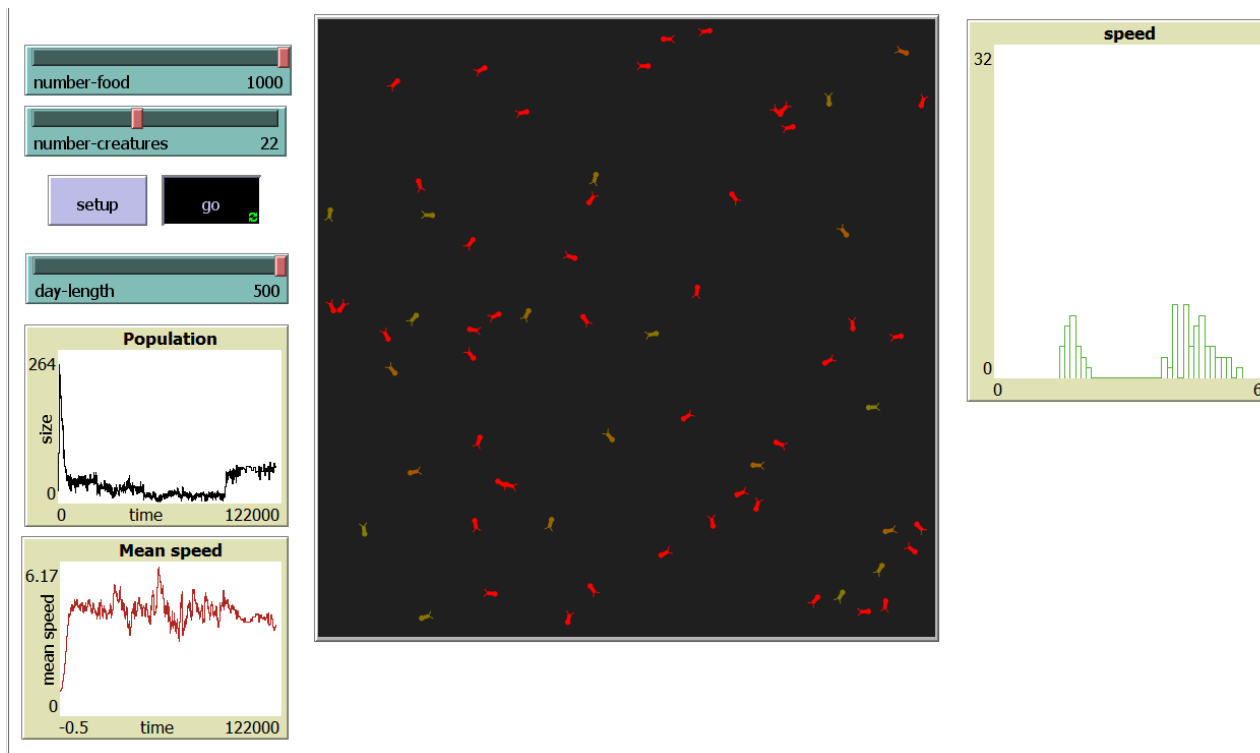 number-food 1000
number-creatures 22
setup
go
day-length 500
Population
264
size
0
0 time 122000
Mean speed
6.17
mean speed
0
-0.5 time 122000
speed
32
0
0 6